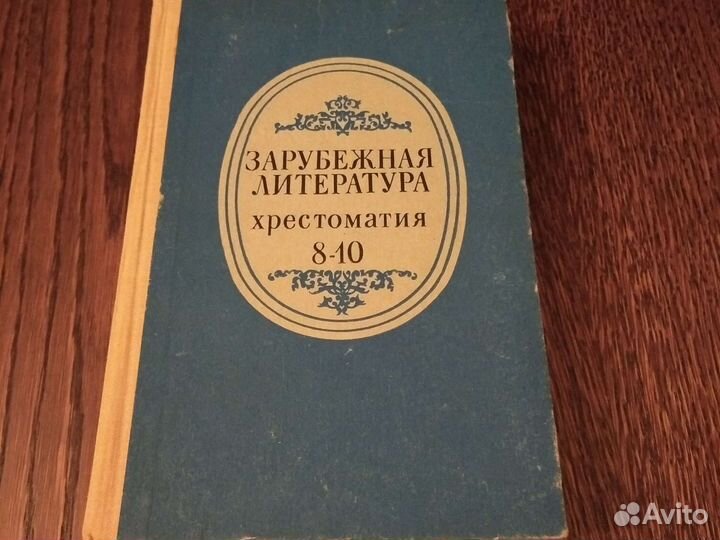 ЗАРУБЕЖНАЯ
ЛИТЕРАТУРА
хрестоматия
8-10
Avito